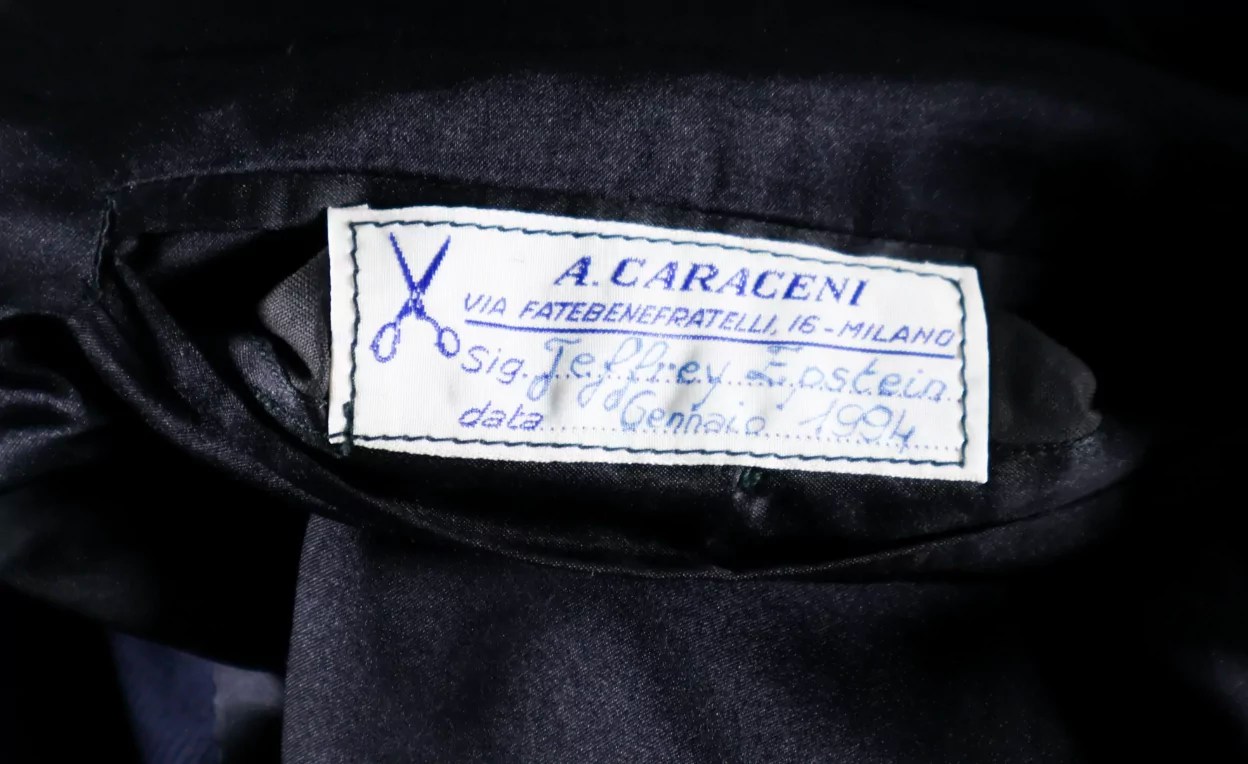 A. CARACENI
VIA FATEBENEFRATELLI, 16 - MILANO
Sig. Jeffrey Epstein
data Gennaio 1994